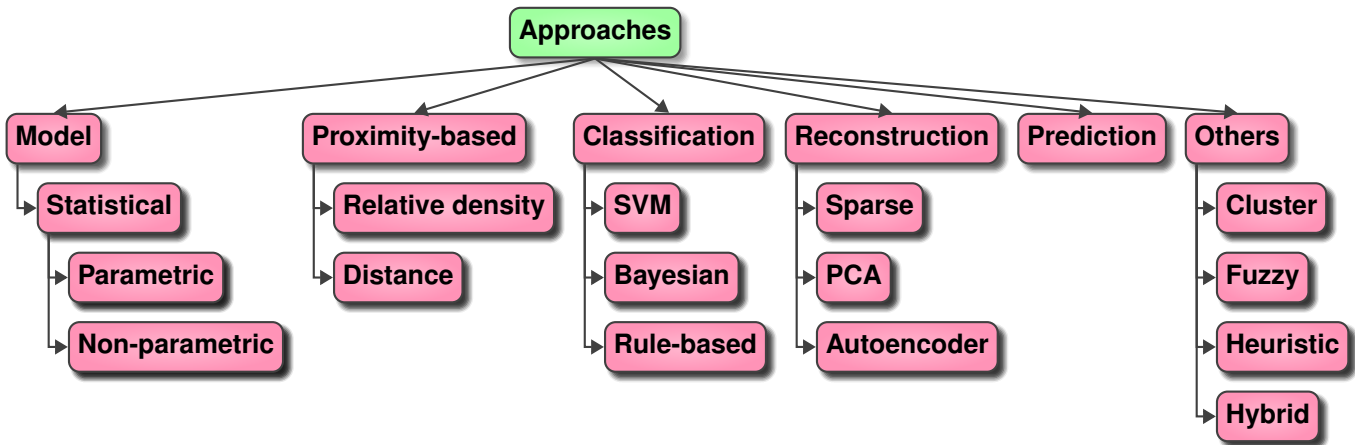 Approaches
Model
Proximity-based
Classification
Reconstruction
Prediction
Others
Statistical
Relative density
SVM
Sparse
Cluster
Parametric
Distance
Bayesian
PCA
Fuzzy
Non-parametric
Rule-based
Autoencoder
Heuristic
Hybrid